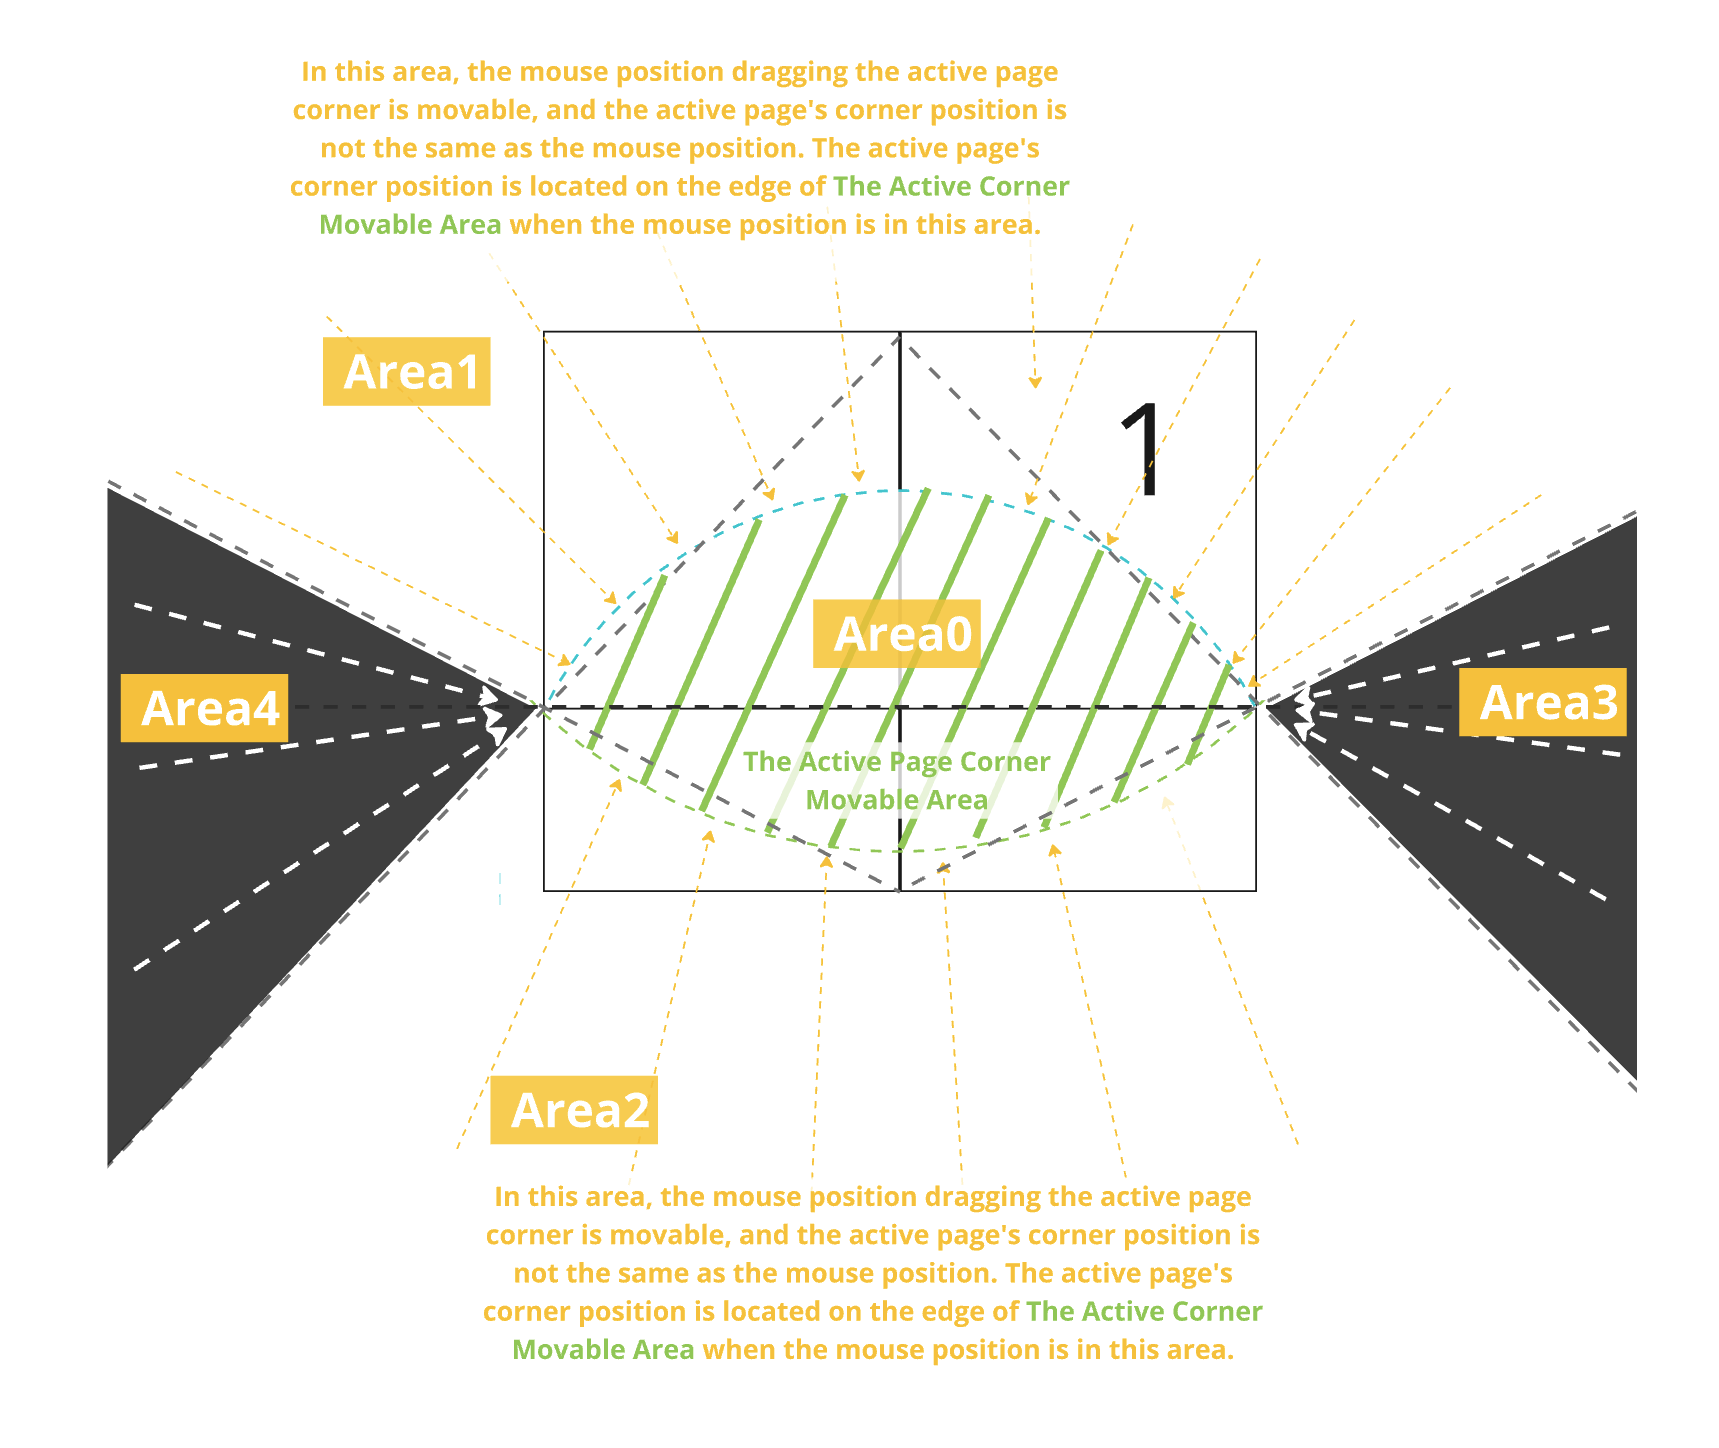 In this area, the mouse position dragging the active page
corner is movable, and the active page's corner position is
not the same as the mouse position. The active page's
corner position is located on the edge of The Active Corner
Movable Area when the mouse position is in this area.
Area1
1
Area0
Area4
Area3
The Active Page Corner
Movable Area
Area2
In this area, the mouse position dragging the active page
corner is movable, and the active page's corner position is
not the same as the mouse position. The active page's
corner position is located on the edge of The Active Corner
Movable Area when the mouse position is in this area.